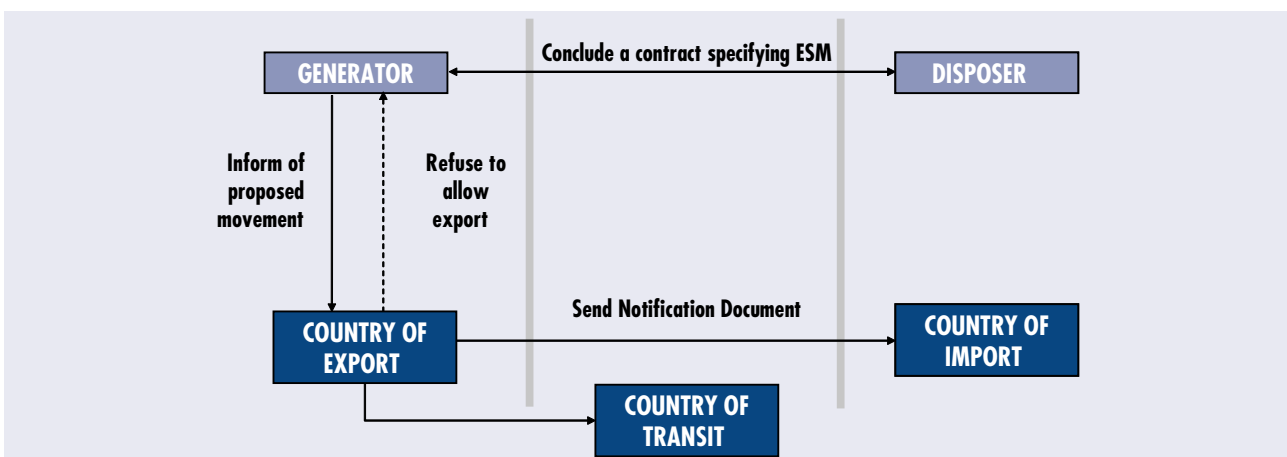 Conclude a contract specifying ESM
GENERATOR
DISPOSER
Inform of
proposed
movement
Refuse to
allow
export
Send Notification Document
COUNTRY OF
EXPORT
COUNTRY OF
IMPORT
COUNTRY OF
TRANSIT